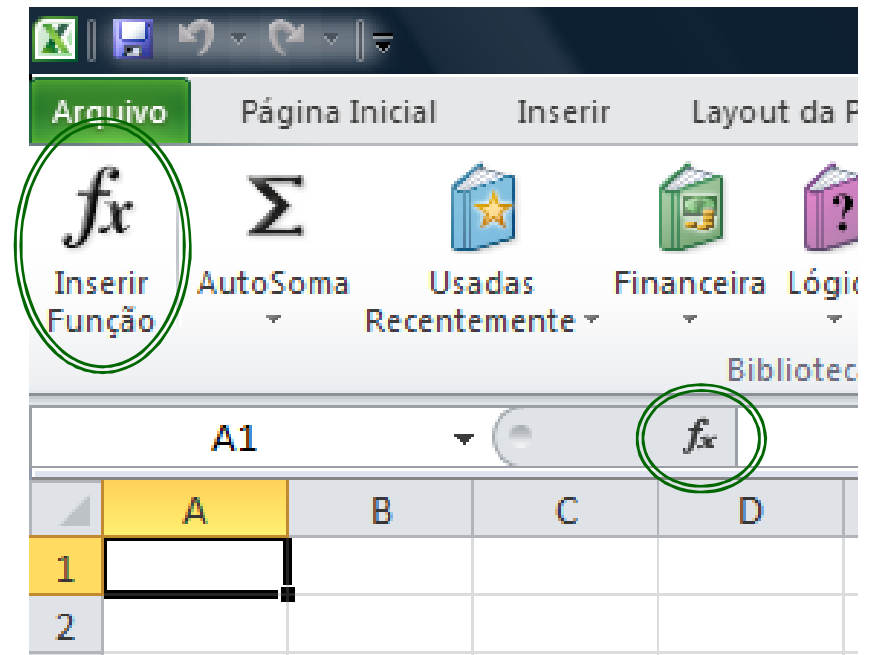 Arquivo Página Inicial Inserir Layout da P
fx Σ
Inserir AutoSoma Usadas Financeira Lógic
Função Recentemente
Bibliotec
A1 fx
A B C D
1
2